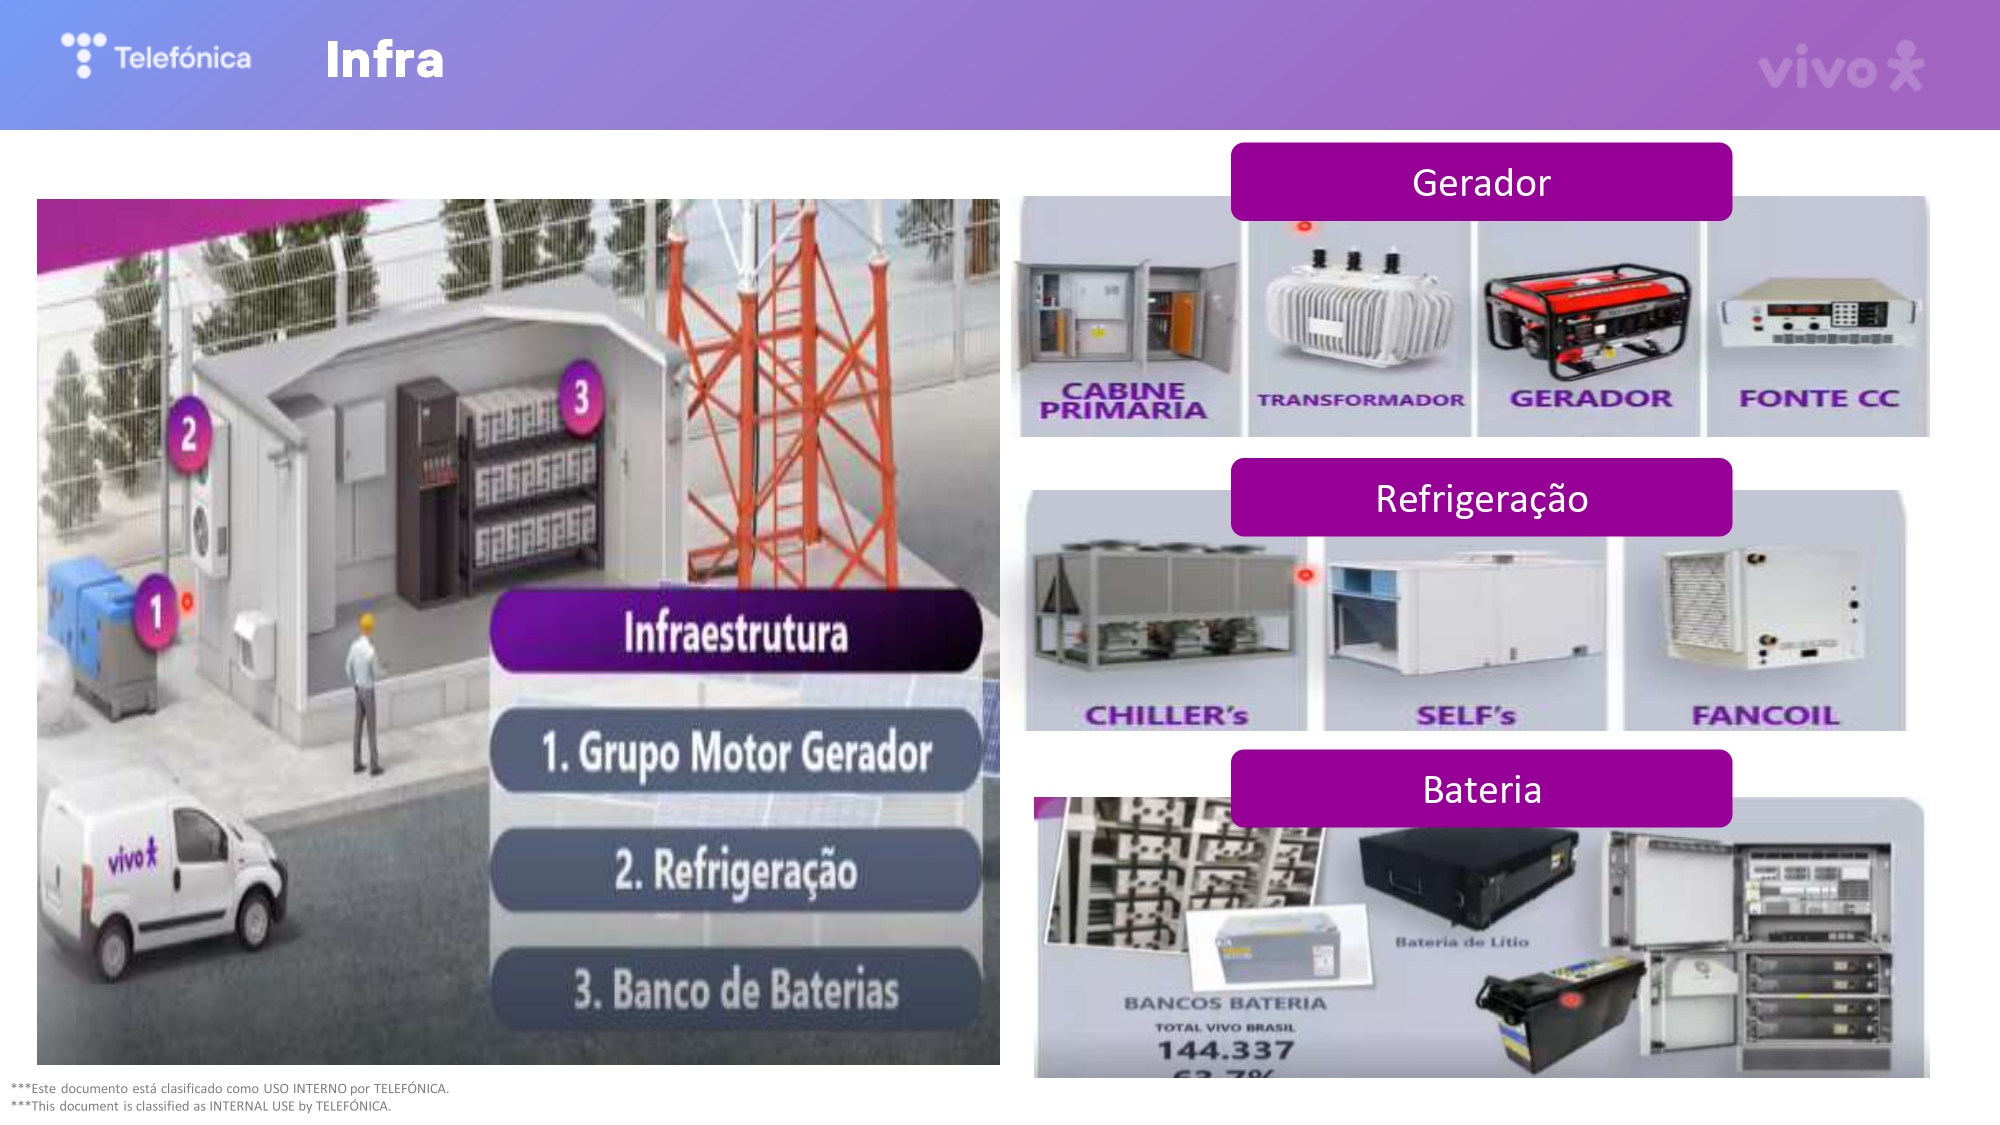 Telefónica
Infra
vivo
2
3
1
Infraestrutura
1. Grupo Motor Gerador
2. Refrigeração
3. Banco de Baterias
vivo
Gerador
CABINE
PRIMÁRIA
TRANSFORMADOR
GERADOR
FONTE CC
Refrigeração
CHILLER's
SELF's
FANCOIL
Bateria
Bateria de Lítio
BANCOS BATERIA
TOTAL VIVO BRASIL
144.337
***Este documento está clasificado como USO INTERNO por TELEFÓNICA.
***This document is classified as INTERNAL USE by TELEFÓNICA.